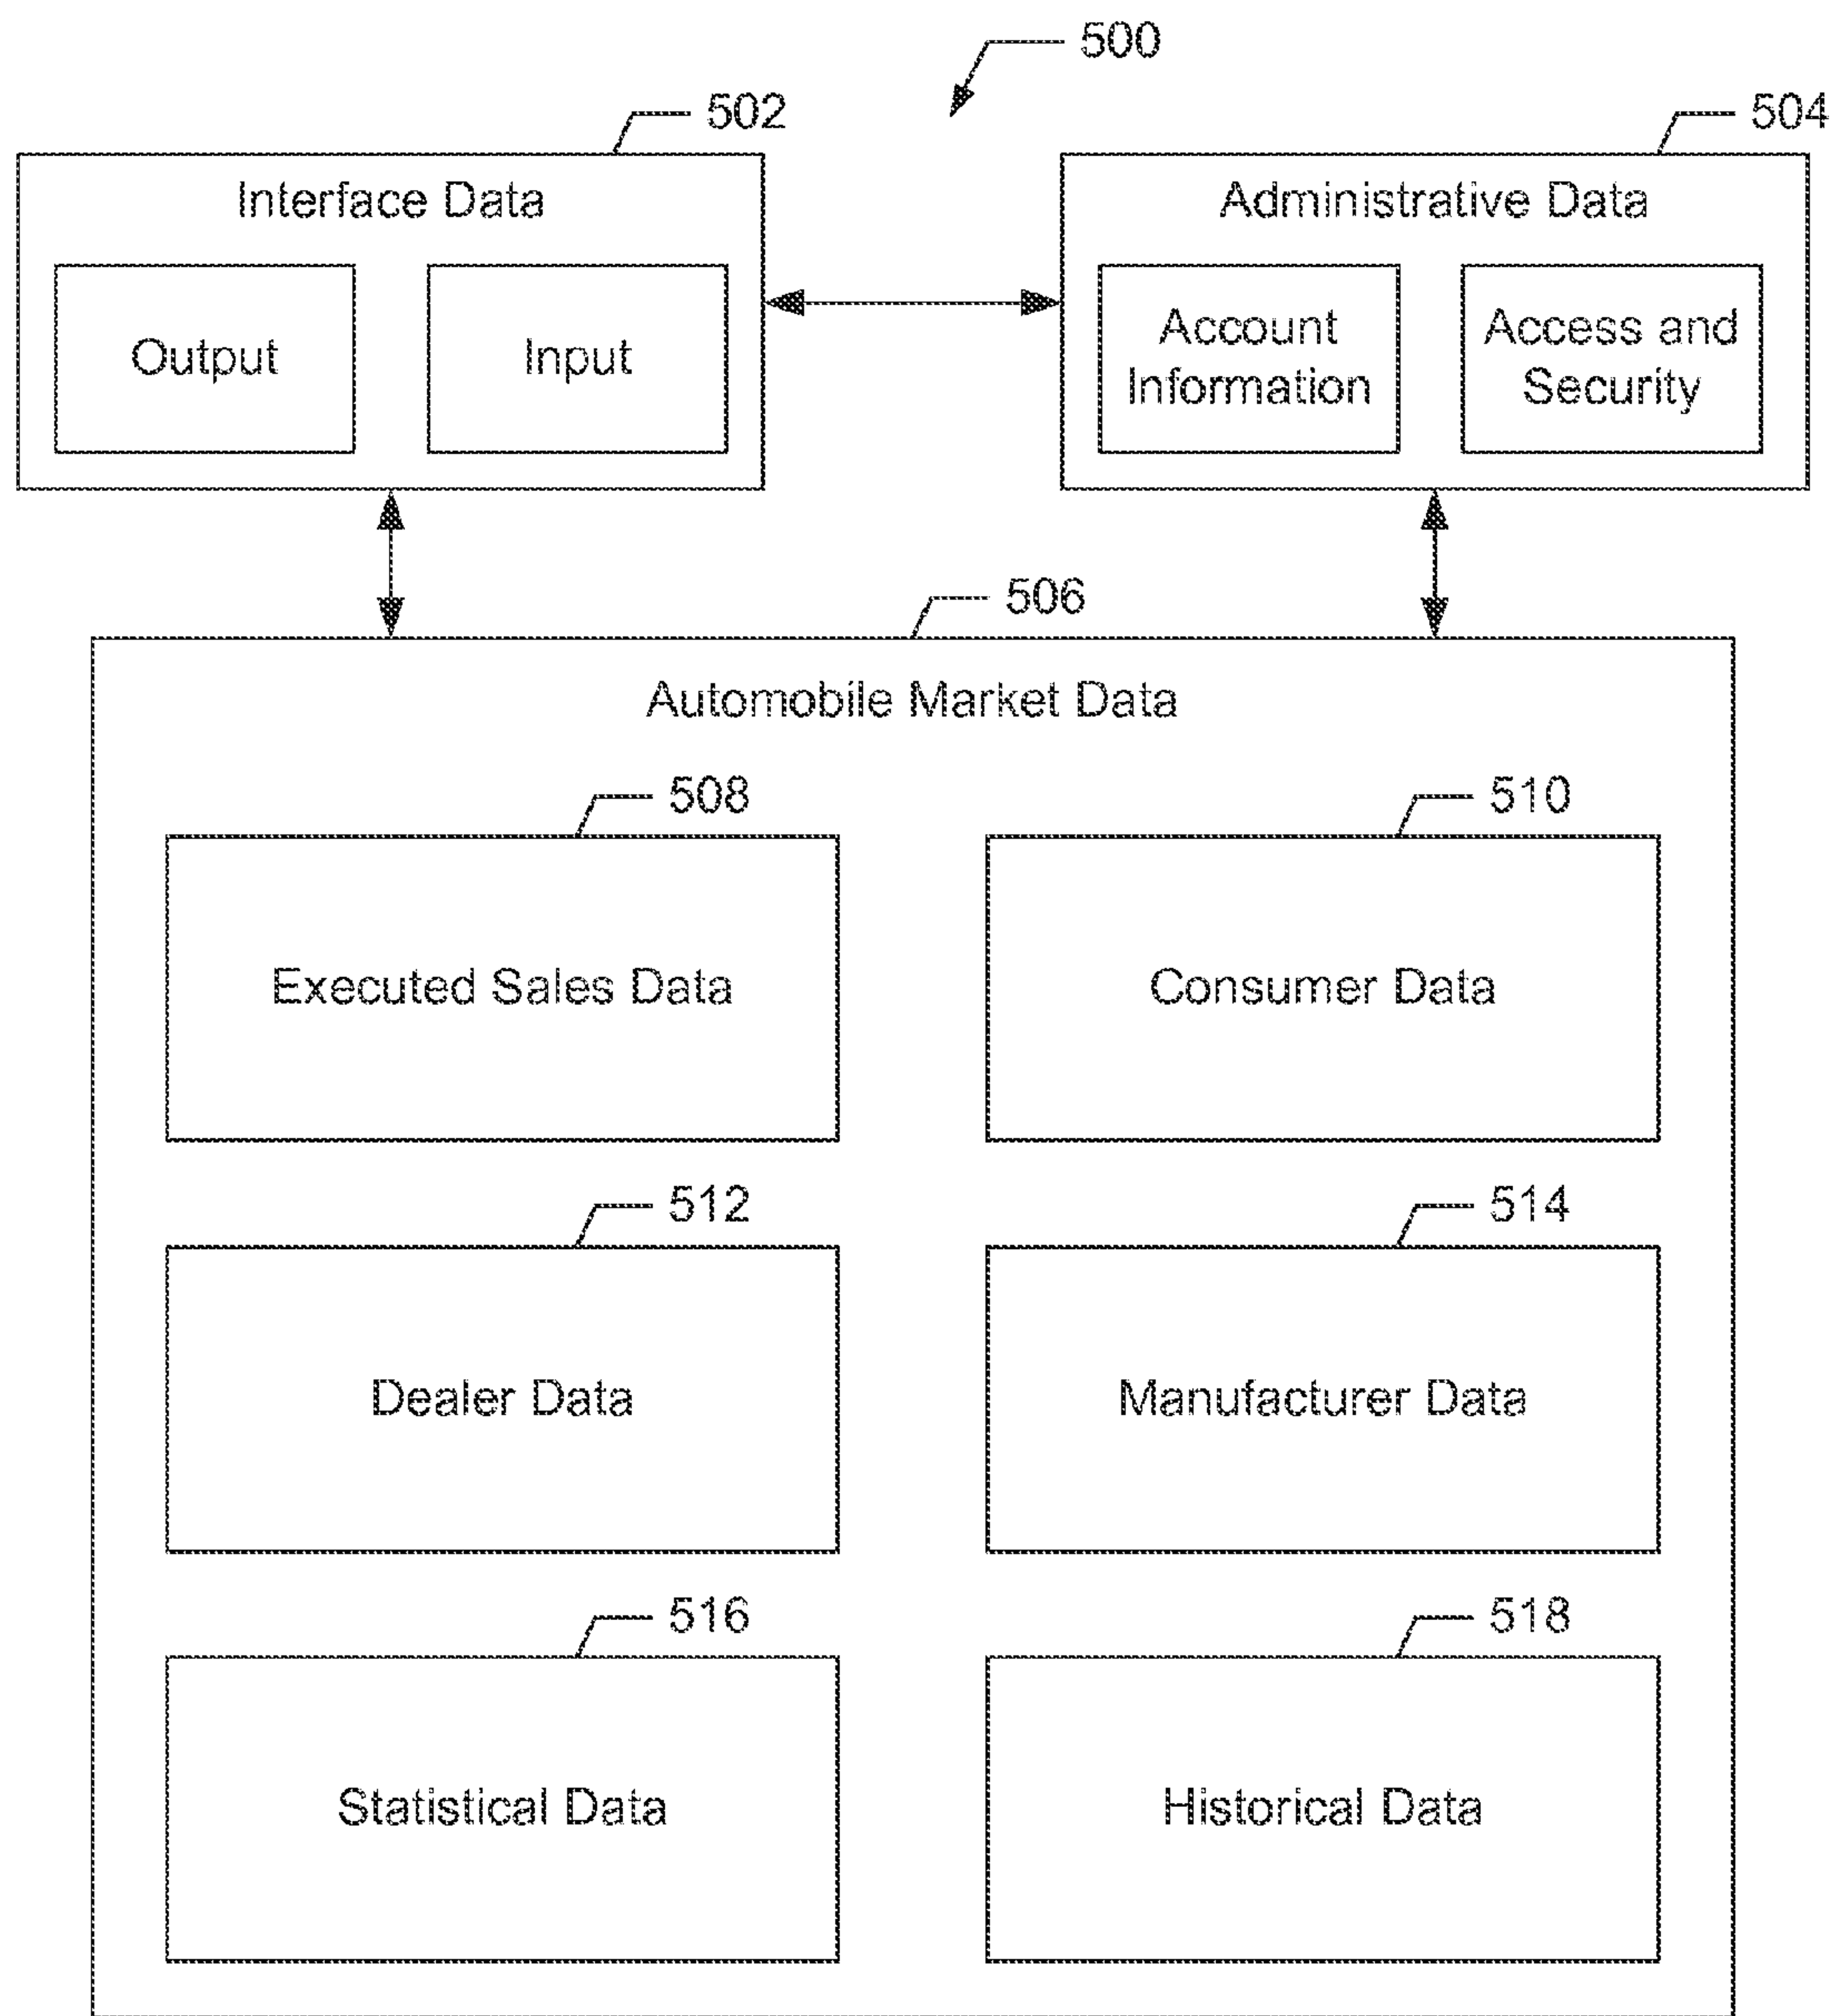 500
502
504
Interface Data
Administrative Data
Output
Input
Account
Information
Access and
Security
506
Automobile Market Data
508
510
Executed Sales Data
Consumer Data
512
514
Dealer Data
Manufacturer Data
516
518
Statistical Data
Historical Data